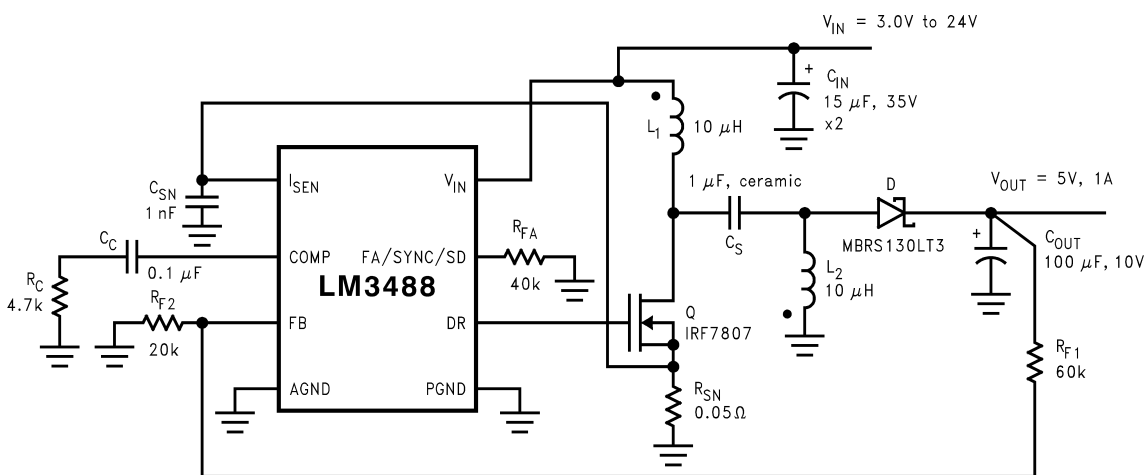 V_IN = 3.0V to 24V
C_IN
15 μF, 35V
x2
L_1
10 μH
C_SN
1 nF
I_SEN
V_IN
1 μF, ceramic
C_S
D
MBRS130LT3
V_OUT = 5V, 1A
C_OUT
100 μF, 10V
C_C
0.1 μF
COMP
FA/SYNC/SD
R_FA
40k
LM3488
R_C
4.7k
R_F2
20k
FB
DR
Q
IRF7807
L_2
10 μH
R_F1
60k
AGND
PGND
R_SN
0.05Ω
+
+